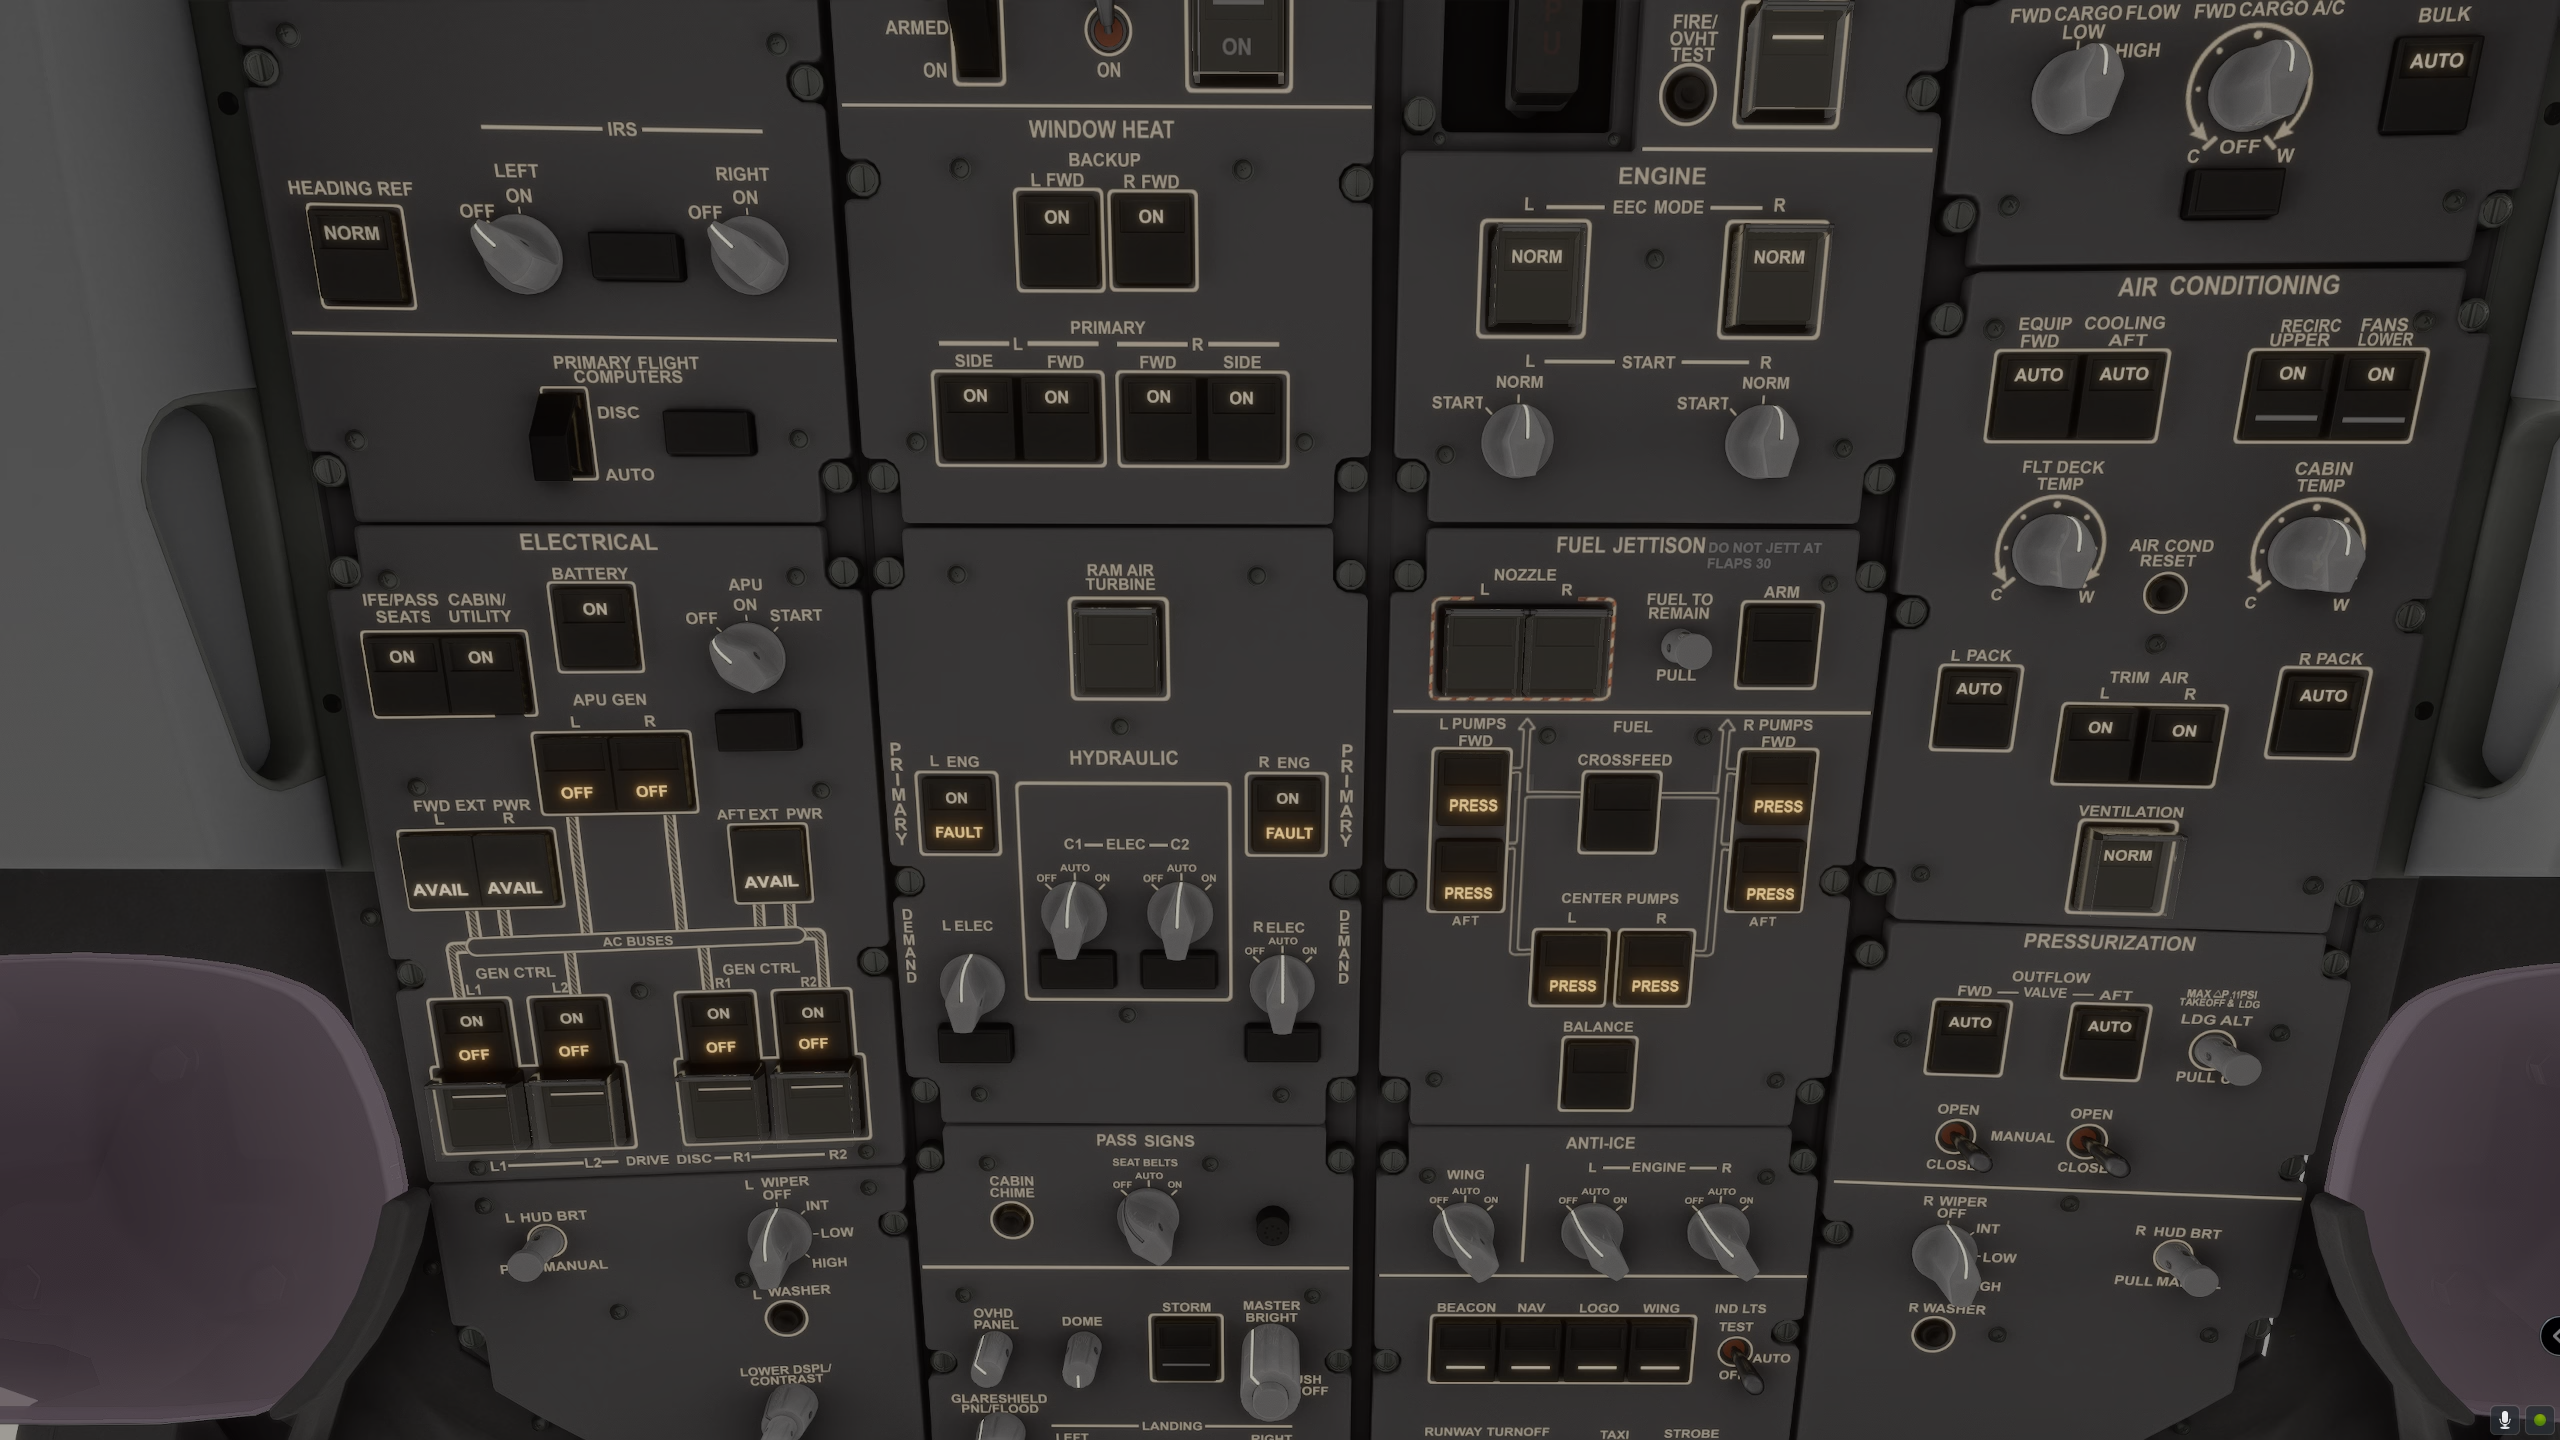 ARMED
ON
ON
ON
IRS
HEADING REF
NORM
LEFT
ON
OFF
RIGHT
ON
OFF
PRIMARY FLIGHT
COMPUTERS
DISC
AUTO
WINDOW HEAT
BACKUP
L FWD R FWD
ON ON
PRIMARY
L R
SIDE FWD FWD SIDE
ON ON ON ON
FIRE/
OVHT
TEST
ENGINE
L EEC MODE R
NORM NORM
L START R
NORM NORM
START START
FWD CARGO FLOW
LOW
HIGH
FWD CARGO A/C
C OFF W
BULK
AUTO
AIR CONDITIONING
EQUIP COOLING
FWD AFT
AUTO AUTO
RECIRC FANS
UPPER LOWER
ON ON
FLT DECK
TEMP
C W
AIR COND
RESET
CABIN
TEMP
C W
L PACK
AUTO
TRIM AIR
L R
ON ON
R PACK
AUTO
VENTILATION
NORM
ELECTRICAL
BATTERY
ON
IFE/PASS
SEATS
ON
CABIN/
UTILITY
ON
APU
ON
OFF START
APU GEN
L R
OFF OFF
FWD EXT PWR
L R
AVAIL AVAIL
AFT EXT PWR
AVAIL
AC BUSES
GEN CTRL GEN CTRL
L1 L2 R1 R2
ON ON ON ON
OFF OFF OFF OFF
L1 L2 DRIVE DISC R1 R2
RAM AIR
TURBINE
HYDRAULIC
PRIMARY
L ENG
ON
FAULT
R ENG
ON
FAULT
PRIMARY
C1 ELEC C2
AUTO AUTO
OFF ON OFF ON
DEMAND
L ELEC
R ELEC
AUTO
OFF ON
DEMAND
FUEL JETTISON
DO NOT JETT AT
FLAPS 30
NOZZLE
L R
FUEL TO
REMAIN
PULL
ARM
L PUMPS
FWD
PRESS
PRESS
AFT
FUEL
CROSSFEED
R PUMPS
FWD
PRESS
PRESS
AFT
CENTER PUMPS
L R
PRESS PRESS
BALANCE
PRESSURIZATION
OUTFLOW
FWD VALVE AFT
AUTO AUTO
MAX △P .11PSI
TAKEOFF & LDG
LDG ALT
PULL
OPEN OPEN
MANUAL
CLOSE CLOSE
L HUD BRT
MANUAL
L WIPER
OFF
INT
LOW
HIGH
L WASHER
LOWER DSPL/
CONTRAST
PASS SIGNS
CABIN
CHIME
SEAT BELTS
AUTO
OFF ON
OVHD
PANEL
DOME
STORM
MASTER
BRIGHT
GLARESHIELD
PNL/FLOOD
LANDING
LEFT RIGHT
ANTI-ICE
WING
L ENGINE R
AUTO AUTO AUTO
OFF ON OFF ON OFF ON
BEACON NAV LOGO WING
IND LTS
TEST
AUTO
RUNWAY TURNOFF TAXI STROBE
R WIPER
OFF
INT
LOW
R WASHER
R HUD BRT
PULL